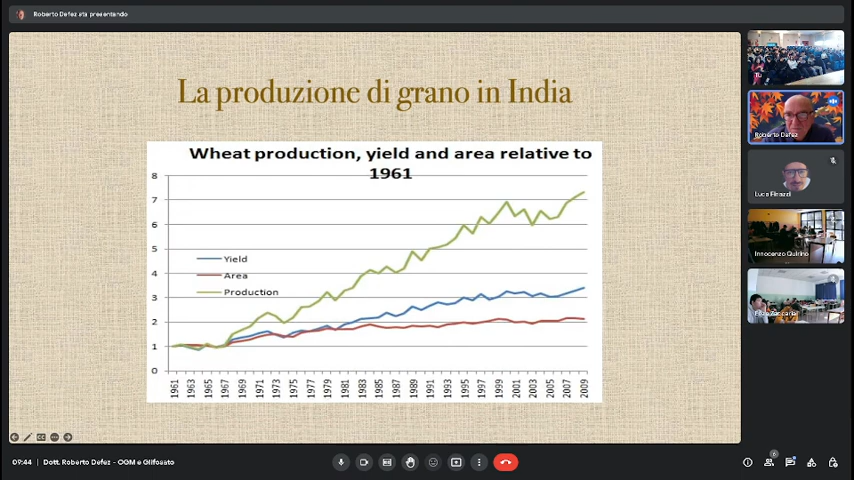 Roberto Defez sta presentando
La produzione di grano in India
Wheat production, yield and area relative to
1961
8
7
6
5
4
3
2
1
0
Yield
Area
Production
1961 1963 1965 1967 1969 1971 1973 1975 1977 1979 1981 1983 1985 1987 1989 1991 1993 1995 1997 1999 2001 2003 2005 2007 2009
Tu
Roberto Defez
Innocenzo Quirino
09:44 | Dott. Roberto Defez - OGM e Glifosato
6